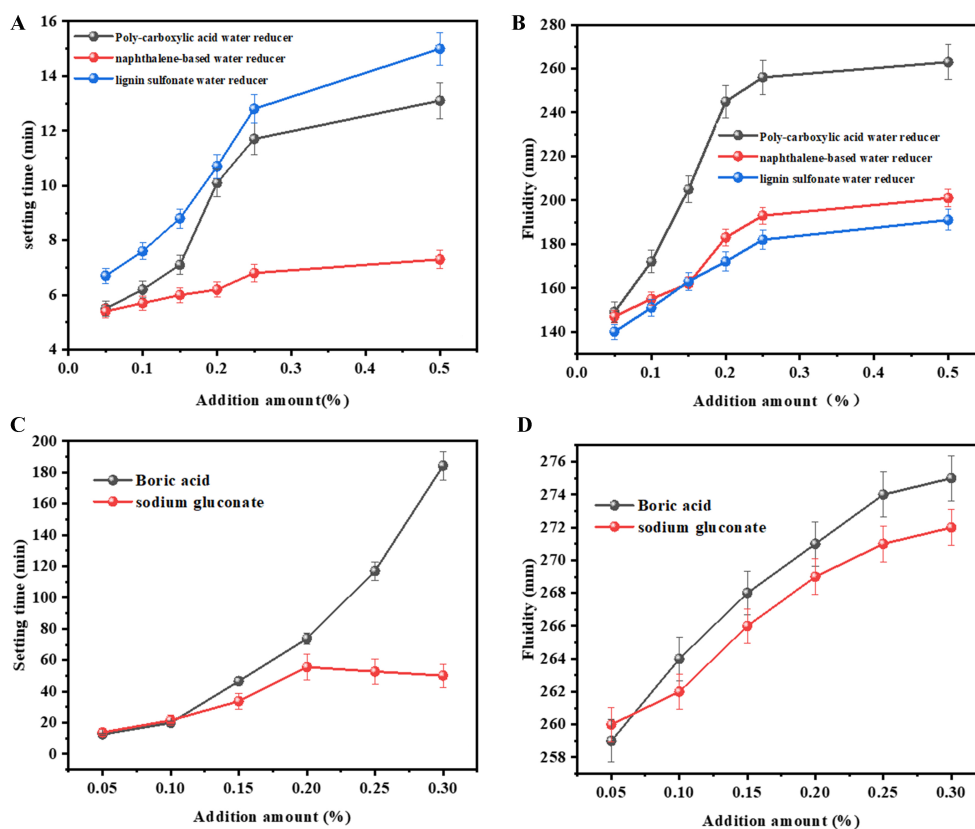 A
16
14
12
10
8
6
4
setting time (min)
Poly-carboxylic acid water reducer
naphthalene-based water reducer
lignin sulfonate water reducer
0.0 0.1 0.2 0.3 0.4 0.5
Addition amount(%)
B
260
240
220
200
180
160
140
Fluidity (mm)
Poly-carboxylic acid water reducer
naphthalene-based water reducer
lignin sulfonate water reducer
0.0 0.1 0.2 0.3 0.4 0.5
Addition amount（%）
C
200
180
160
140
120
100
80
60
40
20
0
Setting time (min)
Boric acid
sodium gluconate
0.05 0.10 0.15 0.20 0.25 0.30
Addition amount (%)
D
276
274
272
270
268
266
264
262
260
258
Fluidity (mm)
Boric acid
sodium gluconate
0.05 0.10 0.15 0.20 0.25 0.30
Addition amount (%)